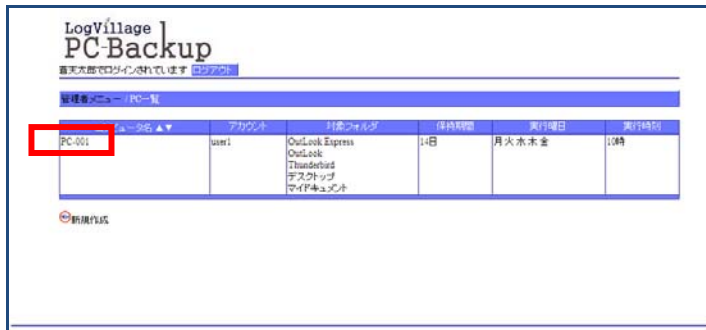 LogVillage
PC-Backup
蒼天太郎でログインされています ログアウト
管理者メニュー / PC一覧
コンピュータ名 ▲▼ アカウント 対象フォルダ 保持期間 実行曜日 実行時刻
PC-001 user1 OutLook Express 14日 月火水木金 10時
OutLook
Thunderbird
デスクトップ
マイドキュメント
新規作成